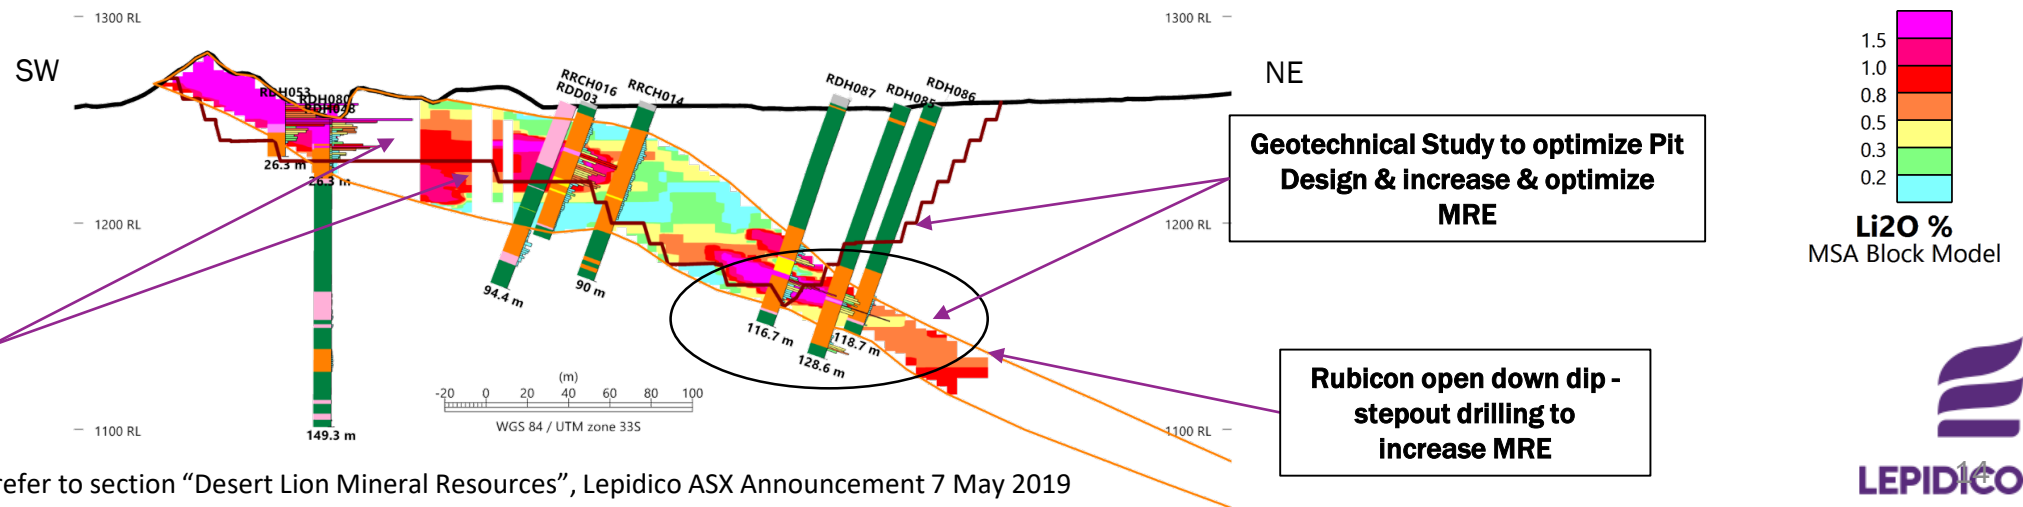 1300 RL
1300 RL
SW
NE
RDH053
RDH080
RDH048
RRCH016
RDD03
RRCH014
RDH087
RDH085
RDH086
26.3 m
26.3 m
1200 RL
1200 RL
94.4 m
90 m
116.7 m
128.6 m
118.7 m
149.3 m
1100 RL
1100 RL
(m)
-20 0 20 40 60 80 100
WGS 84 / UTM zone 33S
Geotechnical Study to optimize Pit
Design & increase & optimize
MRE
Rubicon open down dip -
stepout drilling to
increase MRE
1.5
1.0
0.8
0.5
0.3
0.2
Li2O %
MSA Block Model
refer to section “Desert Lion Mineral Resources”, Lepidico ASX Announcement 7 May 2019
LEPIDICO
14